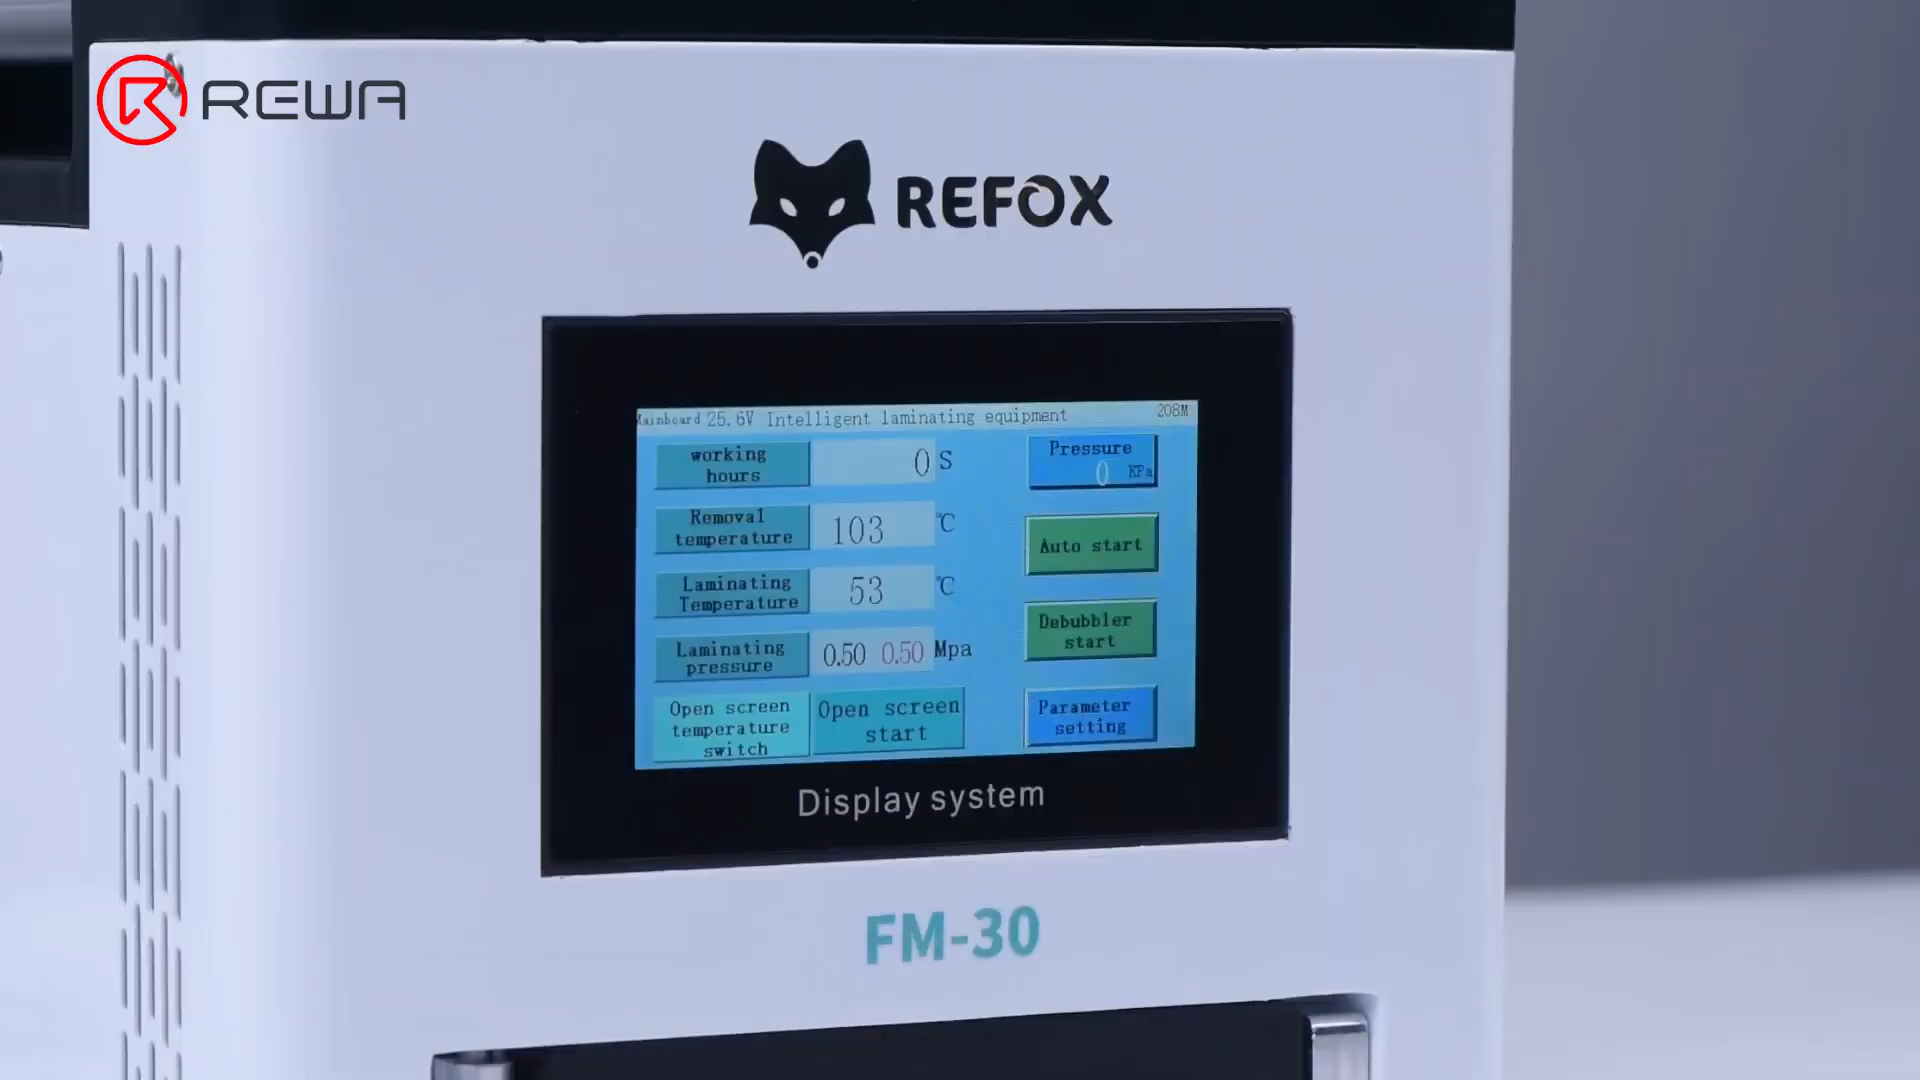 REWA
REFOX
Mainboard 25.6V Intelligent laminating equipment 208M
working
hours
0 S
Pressure
0 KPa
Removal
temperature
103 ℃
Auto start
Laminating
Temperature
53 ℃
Debubbler
start
Laminating
pressure
0.50 0.50 Mpa
Open screen
temperature
switch
Open screen
start
Parameter
setting
Display system
FM-30